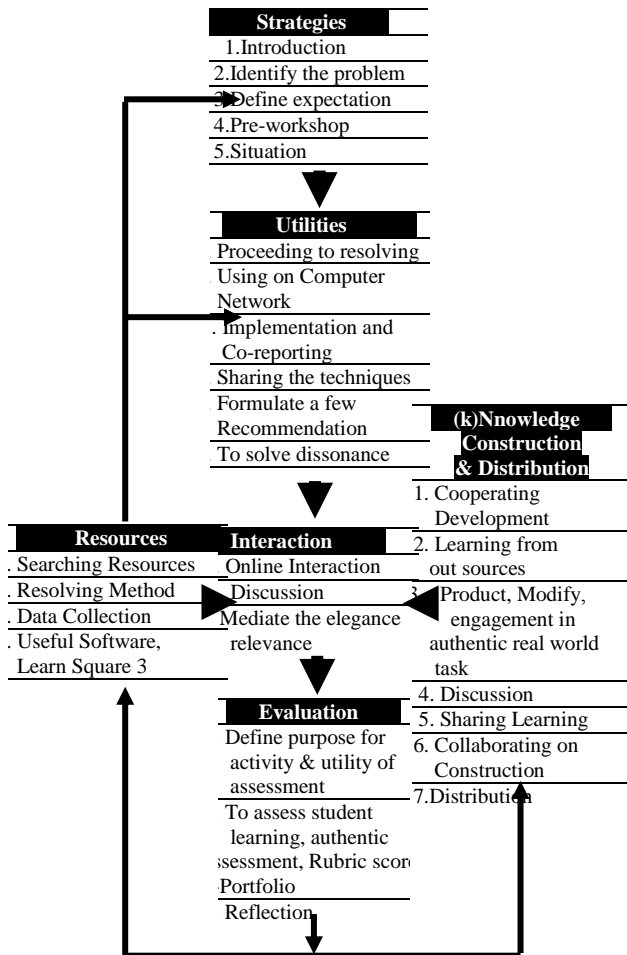 Strategies
1.Introduction
2.Identify the problem
3.Define expectation
4.Pre-workshop
5.Situation
Utilities
Proceeding to resolving
Using on Computer
Network
. Implementation and
Co-reporting
Sharing the techniques
Formulate a few
Recommendation
To solve dissonance
(k)Nnowledge
Construction
& Distribution
1. Cooperating
Development
2. Learning from
out sources
3. Product, Modify,
engagement in
authentic real world
task
4. Discussion
5. Sharing Learning
6. Collaborating on
Construction
7.Distribution
Resources
. Searching Resources
. Resolving Method
. Data Collection
. Useful Software,
Learn Square 3
Interaction
Online Interaction
Discussion
Mediate the elegance
relevance
Evaluation
Define purpose for
activity & utility of
assessment
To assess student
learning, authentic
ssessment, Rubric score
-Portfolio
Reflection